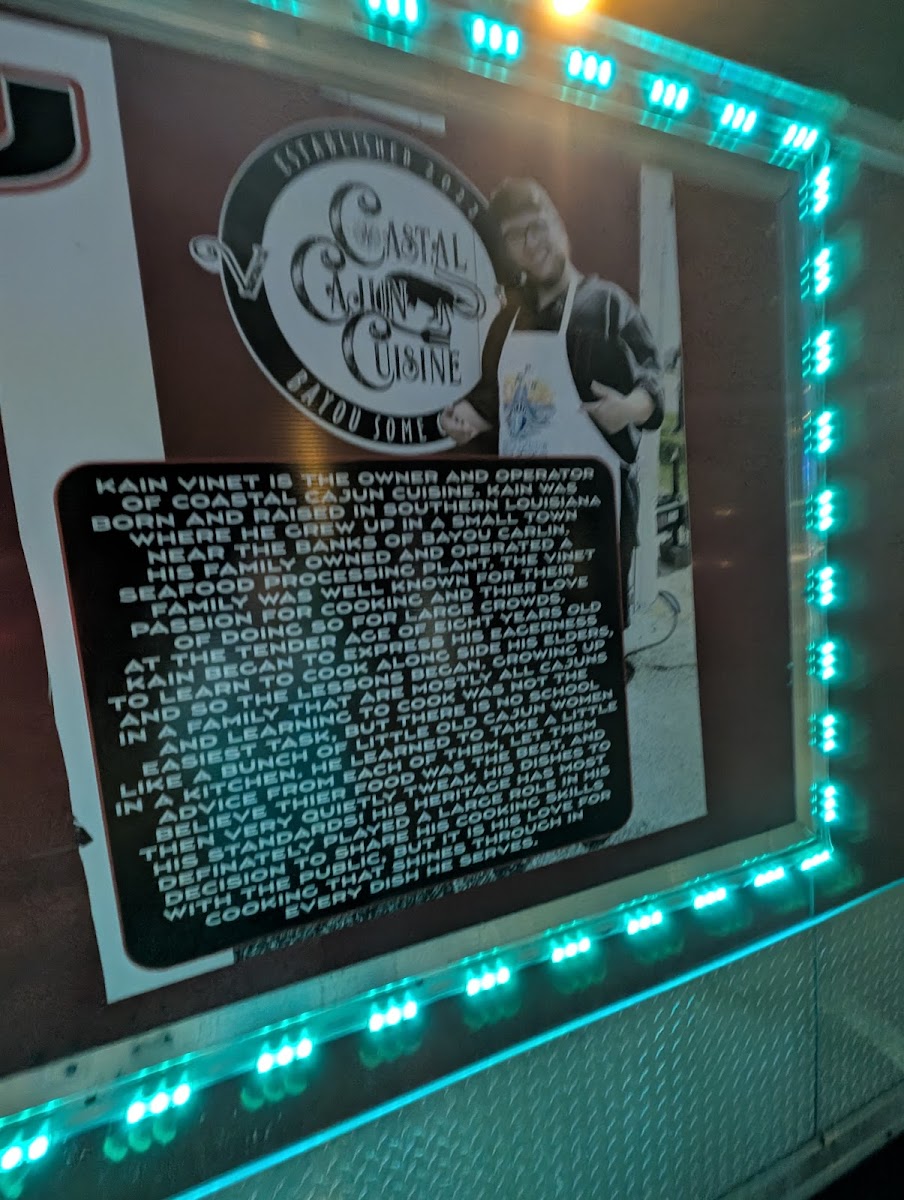 ESTABLISHED 2022
COASTAL
CAJUN
CUISINE
BAYOU SOME
KAIN VINET IS THE OWNER AND OPERATOR
OF COASTAL CAJUN CUISINE. KAIN WAS
BORN AND RAISED IN SOUTHERN LOUISIANA
WHERE HE GREW UP IN A SMALL TOWN
NEAR THE BANKS OF BAYOU CARLIN.
HIS FAMILY OWNED AND OPERATED A
SEAFOOD PROCESSING PLANT. THE VINET
FAMILY WAS WELL KNOWN FOR THEIR
PASSION FOR COOKING AND THIER LOVE
OF DOING SO FOR LARGE CROWDS.
AT THE TENDER AGE OF EIGHT YEARS OLD
KAIN BEGAN TO EXPRESS HIS EAGERNESS
TO LEARN TO COOK ALONG SIDE HIS ELDERS,
AND SO THE LESSONS BEGAN. GROWING UP
IN A FAMILY THAT ARE MOSTLY ALL CAJUNS
AND LEARNING TO COOK WAS NOT THE
EASIEST TASK, BUT THERE IS NO SCHOOL
LIKE A BUNCH OF LITTLE OLD CAJUN WOMEN
IN A KITCHEN. HE LEARNED TO TAKE A LITTLE
ADVICE FROM EACH OF THEM, LET THEM
BELIEVE THIER FOOD WAS THE BEST, AND
THEN VERY QUIETLY TWEAK HIS DISHES TO
HIS STANDARDS! HIS HERITAGE HAS MOST
DEFINATELY PLAYED A LARGE ROLE IN HIS
DECISION TO SHARE HIS COOKING SKILLS
WITH THE PUBLIC, BUT IT IS HIS LOVE FOR
COOKING THAT SHINES THROUGH IN
EVERY DISH HE SERVES.